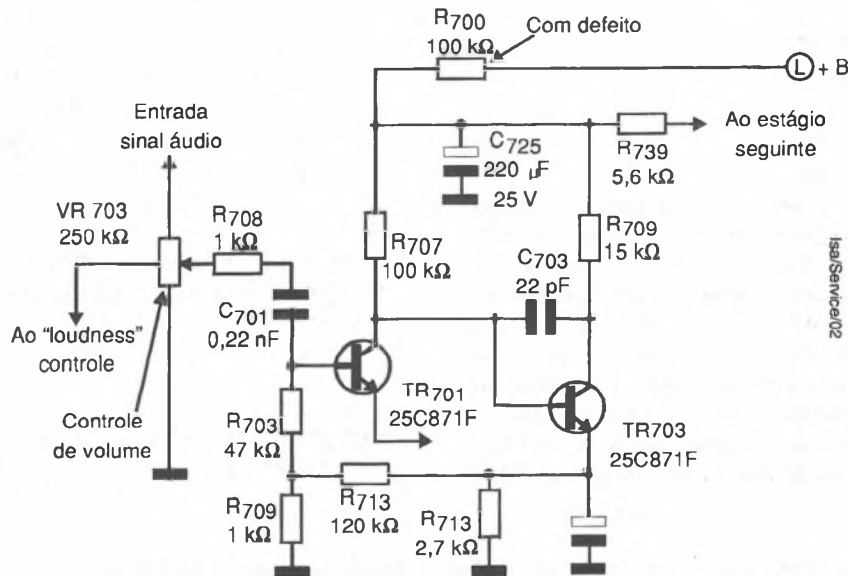 R700
100 kΩ
Com defeito
L + B
Entrada
sinal áudio
C725
220 µF
25 V
Ao estágio
seguinte
R739
5,6 kΩ
VR 703
250 kΩ
R708
1 kΩ
R707
100 kΩ
R709
15 kΩ
C703
22 pF
Isa/Service/02
Ao "loudness"
controle
C701
0,22 nF
TR701
25C871F
Controle
de volume
R703
47 kΩ
TR703
25C871F
R709
1 kΩ
R713
120 kΩ
R713
2,7 kΩ